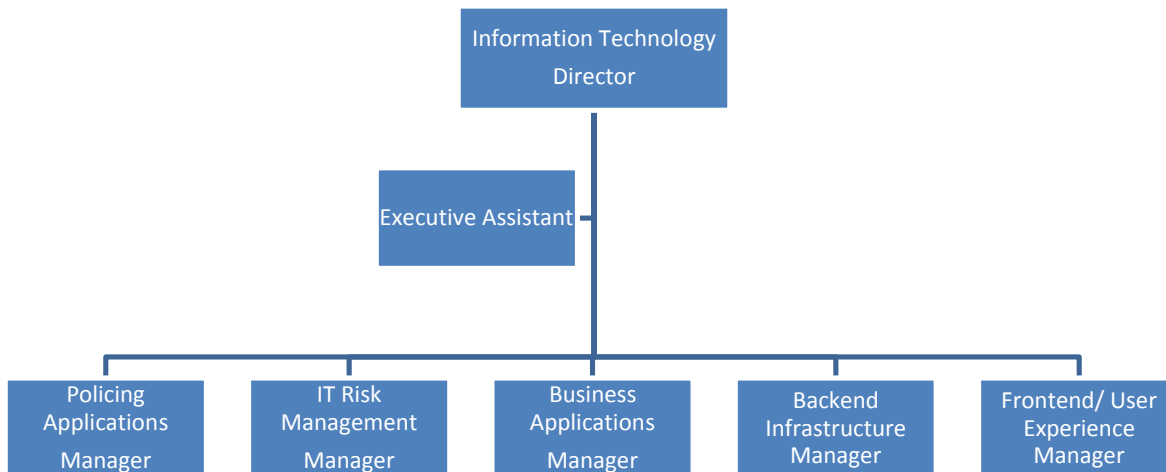 Information Technology
Director
Executive Assistant
Policing
Applications
Manager
IT Risk
Management
Manager
Business
Applications
Manager
Backend
Infrastructure
Manager
Frontend/ User
Experience
Manager